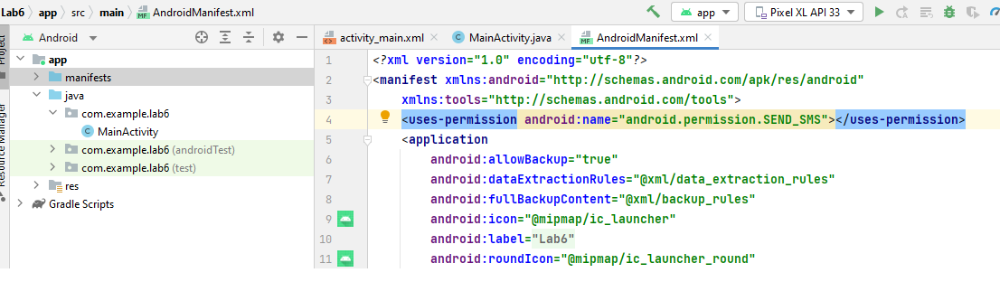 Lab6 app src main AndroidManifest.xml app Pixel XL API 33
Android activity_main.xml MainActivity.java AndroidManifest.xml
Project
Resource Manager
app
manifests
java
com.example.lab6
MainActivity
com.example.lab6 (androidTest)
com.example.lab6 (test)
res
Gradle Scripts
1 <?xml version="1.0" encoding="utf-8"?>
2 <manifest xmlns:android="http://schemas.android.com/apk/res/android"
3 xmlns:tools="http://schemas.android.com/tools">
4 <uses-permission android:name="android.permission.SEND_SMS"></uses-permission>
5 <application
6 android:allowBackup="true"
7 android:dataExtractionRules="@xml/data_extraction_rules"
8 android:fullBackupContent="@xml/backup_rules"
9 android:icon="@mipmap/ic_launcher"
10 android:label="Lab6"
11 android:roundIcon="@mipmap/ic_launcher_round"